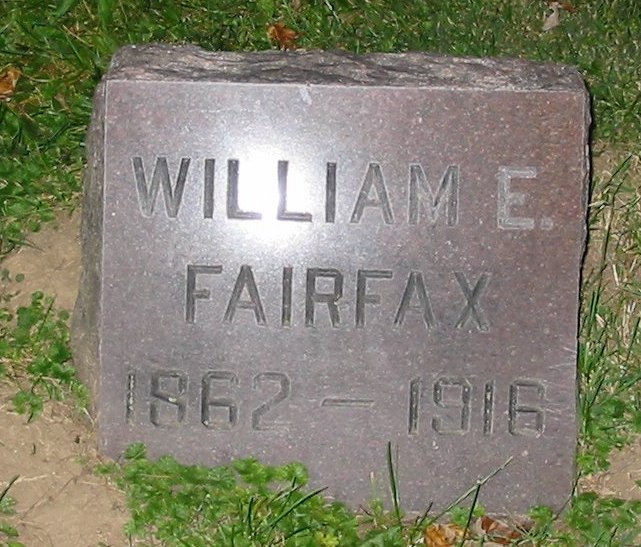 WILLIAM E.
FAIRFAX
1862 – 1916